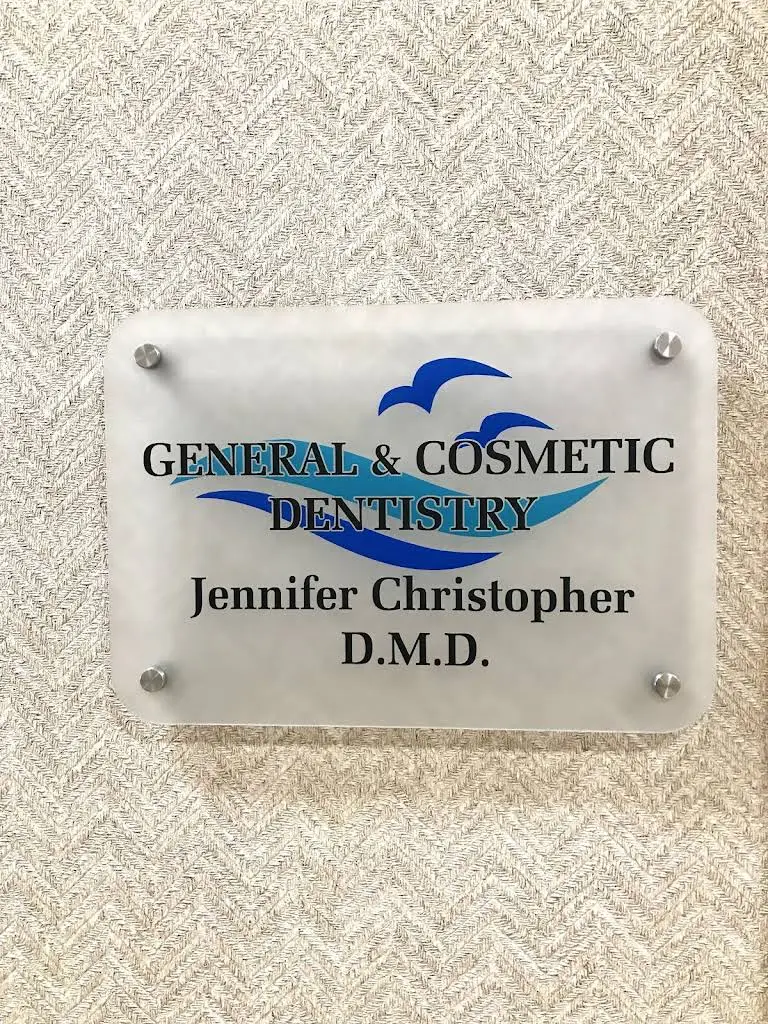 GENERAL & COSMETIC
DENTISTRY
Jennifer Christopher
D.M.D.